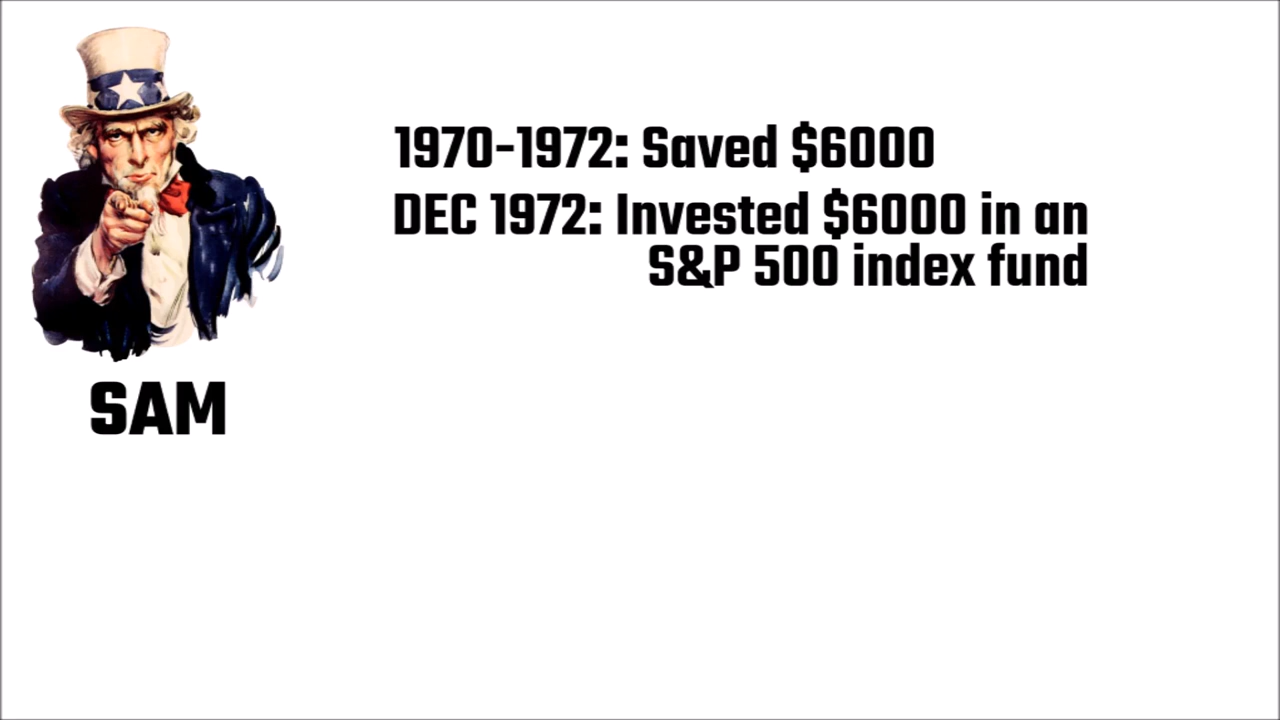 1970-1972: Saved $6000
DEC 1972: Invested $6000 in an
S&P 500 index fund
SAM